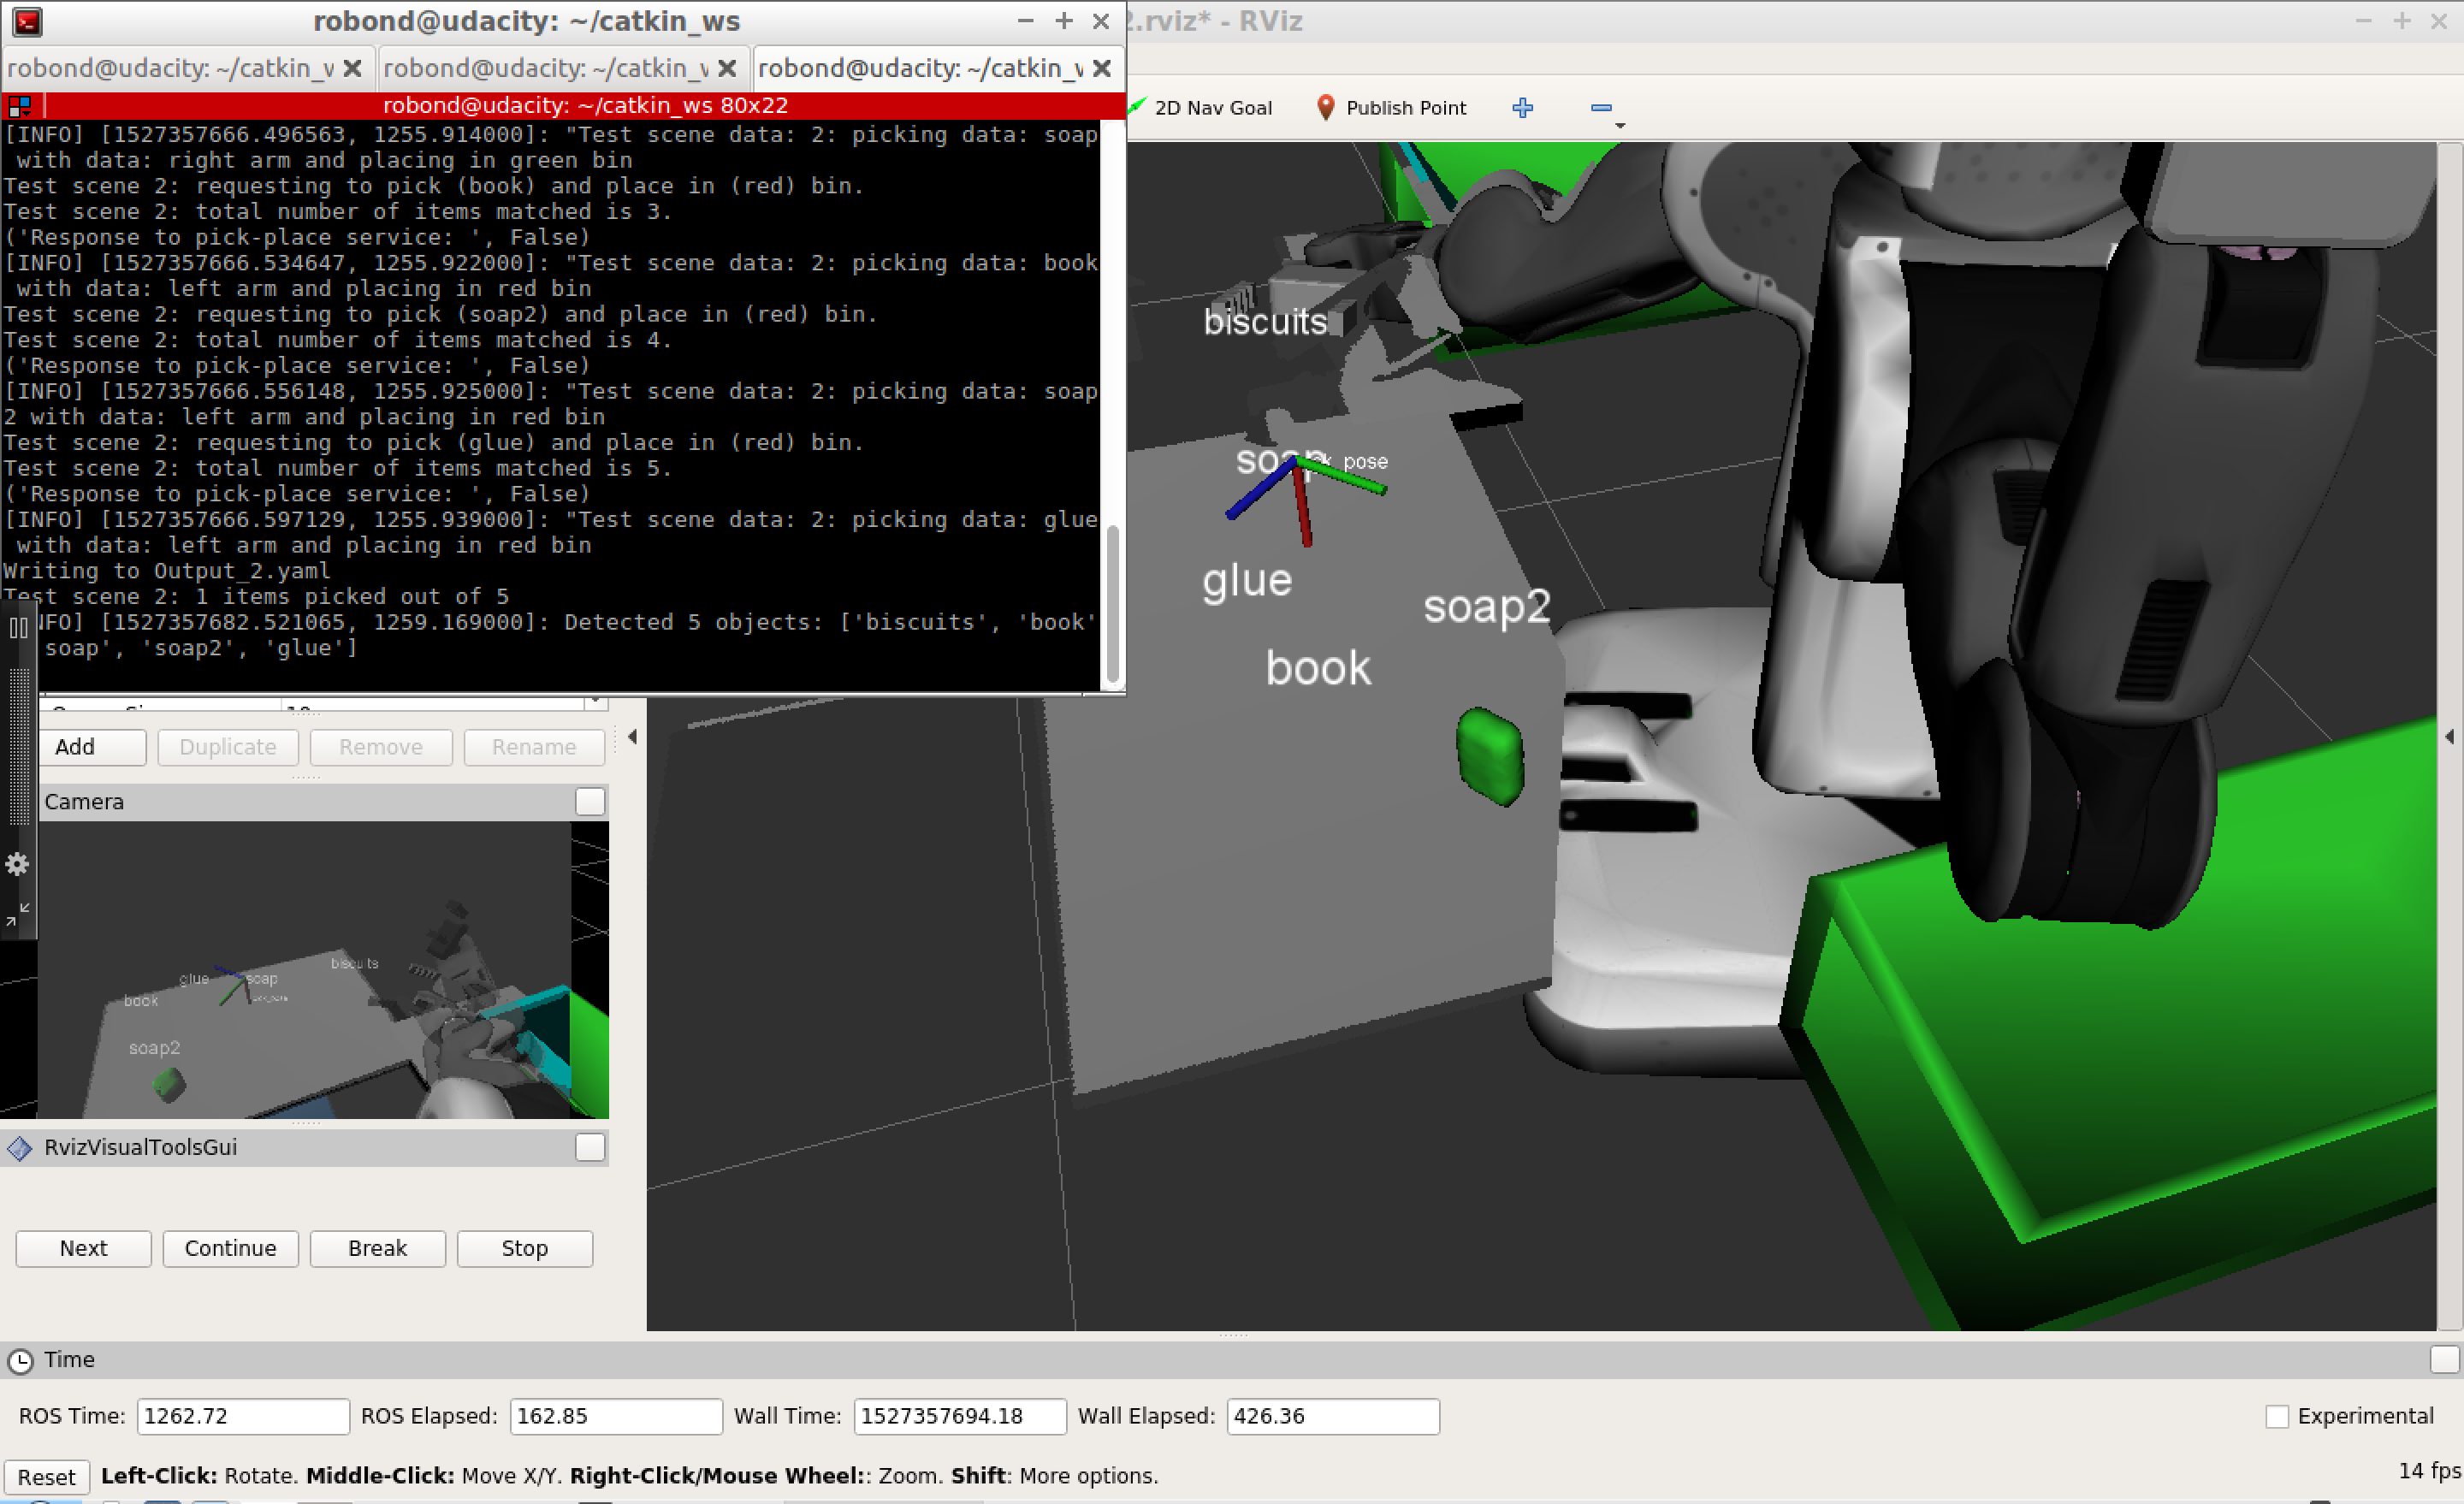 robond@udacity: ~/catkin_ws
2.rviz* - RViz
robond@udacity: ~/catkin_w
robond@udacity: ~/catkin_w
robond@udacity: ~/catkin_w
robond@udacity: ~/catkin_ws 80x22
2D Nav Goal
Publish Point
[INFO] [1527357666.496563, 1255.914000]: "Test scene data: 2: picking data: soap
with data: right arm and placing in green bin
Test scene 2: requesting to pick (book) and place in (red) bin.
Test scene 2: total number of items matched is 3.
('Response to pick-place service: ', False)
[INFO] [1527357666.534647, 1255.922000]: "Test scene data: 2: picking data: book
with data: left arm and placing in red bin
Test scene 2: requesting to pick (soap2) and place in (red) bin.
Test scene 2: total number of items matched is 4.
('Response to pick-place service: ', False)
[INFO] [1527357666.556148, 1255.925000]: "Test scene data: 2: picking data: soap
2 with data: left arm and placing in red bin
Test scene 2: requesting to pick (glue) and place in (red) bin.
Test scene 2: total number of items matched is 5.
('Response to pick-place service: ', False)
[INFO] [1527357666.597129, 1255.939000]: "Test scene data: 2: picking data: glue
with data: left arm and placing in red bin
Writing to Output_2.yaml
Test scene 2: 1 items picked out of 5
NFO] [1527357682.521065, 1259.169000]: Detected 5 objects: ['biscuits', 'book'
soap', 'soap2', 'glue']
biscuits
soap
pose
glue
soap2
book
Add
Duplicate
Remove
Rename
Camera
biscuits
glue
soap
book
soap2
RvizVisualToolsGui
Next
Continue
Break
Stop
Time
ROS Time: 1262.72
ROS Elapsed: 162.85
Wall Time: 1527357694.18
Wall Elapsed: 426.36
Experimental
Reset
Left-Click: Rotate. Middle-Click: Move X/Y. Right-Click/Mouse Wheel:: Zoom. Shift: More options.
14 fps